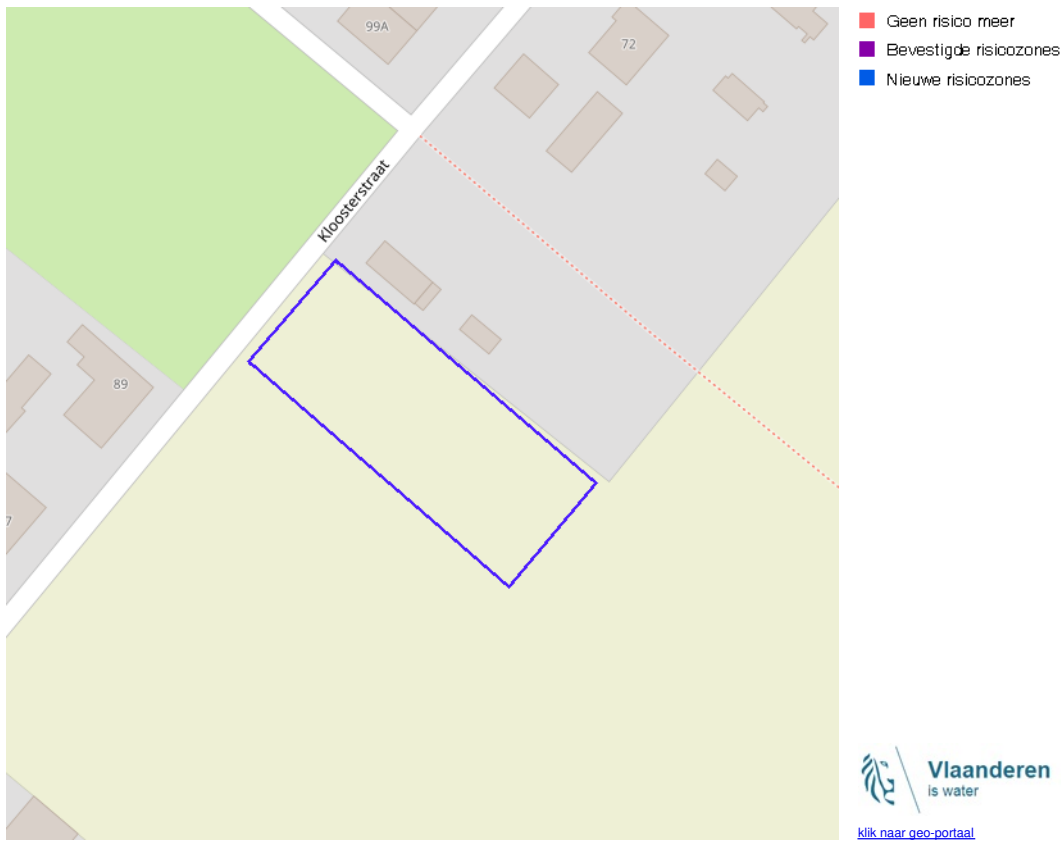 99A
72
Kloosterstraat
89
7
Geen risico meer
Bevestigde risicozones
Nieuwe risicozones
Vlaanderen
is water
klik naar geo-portaal